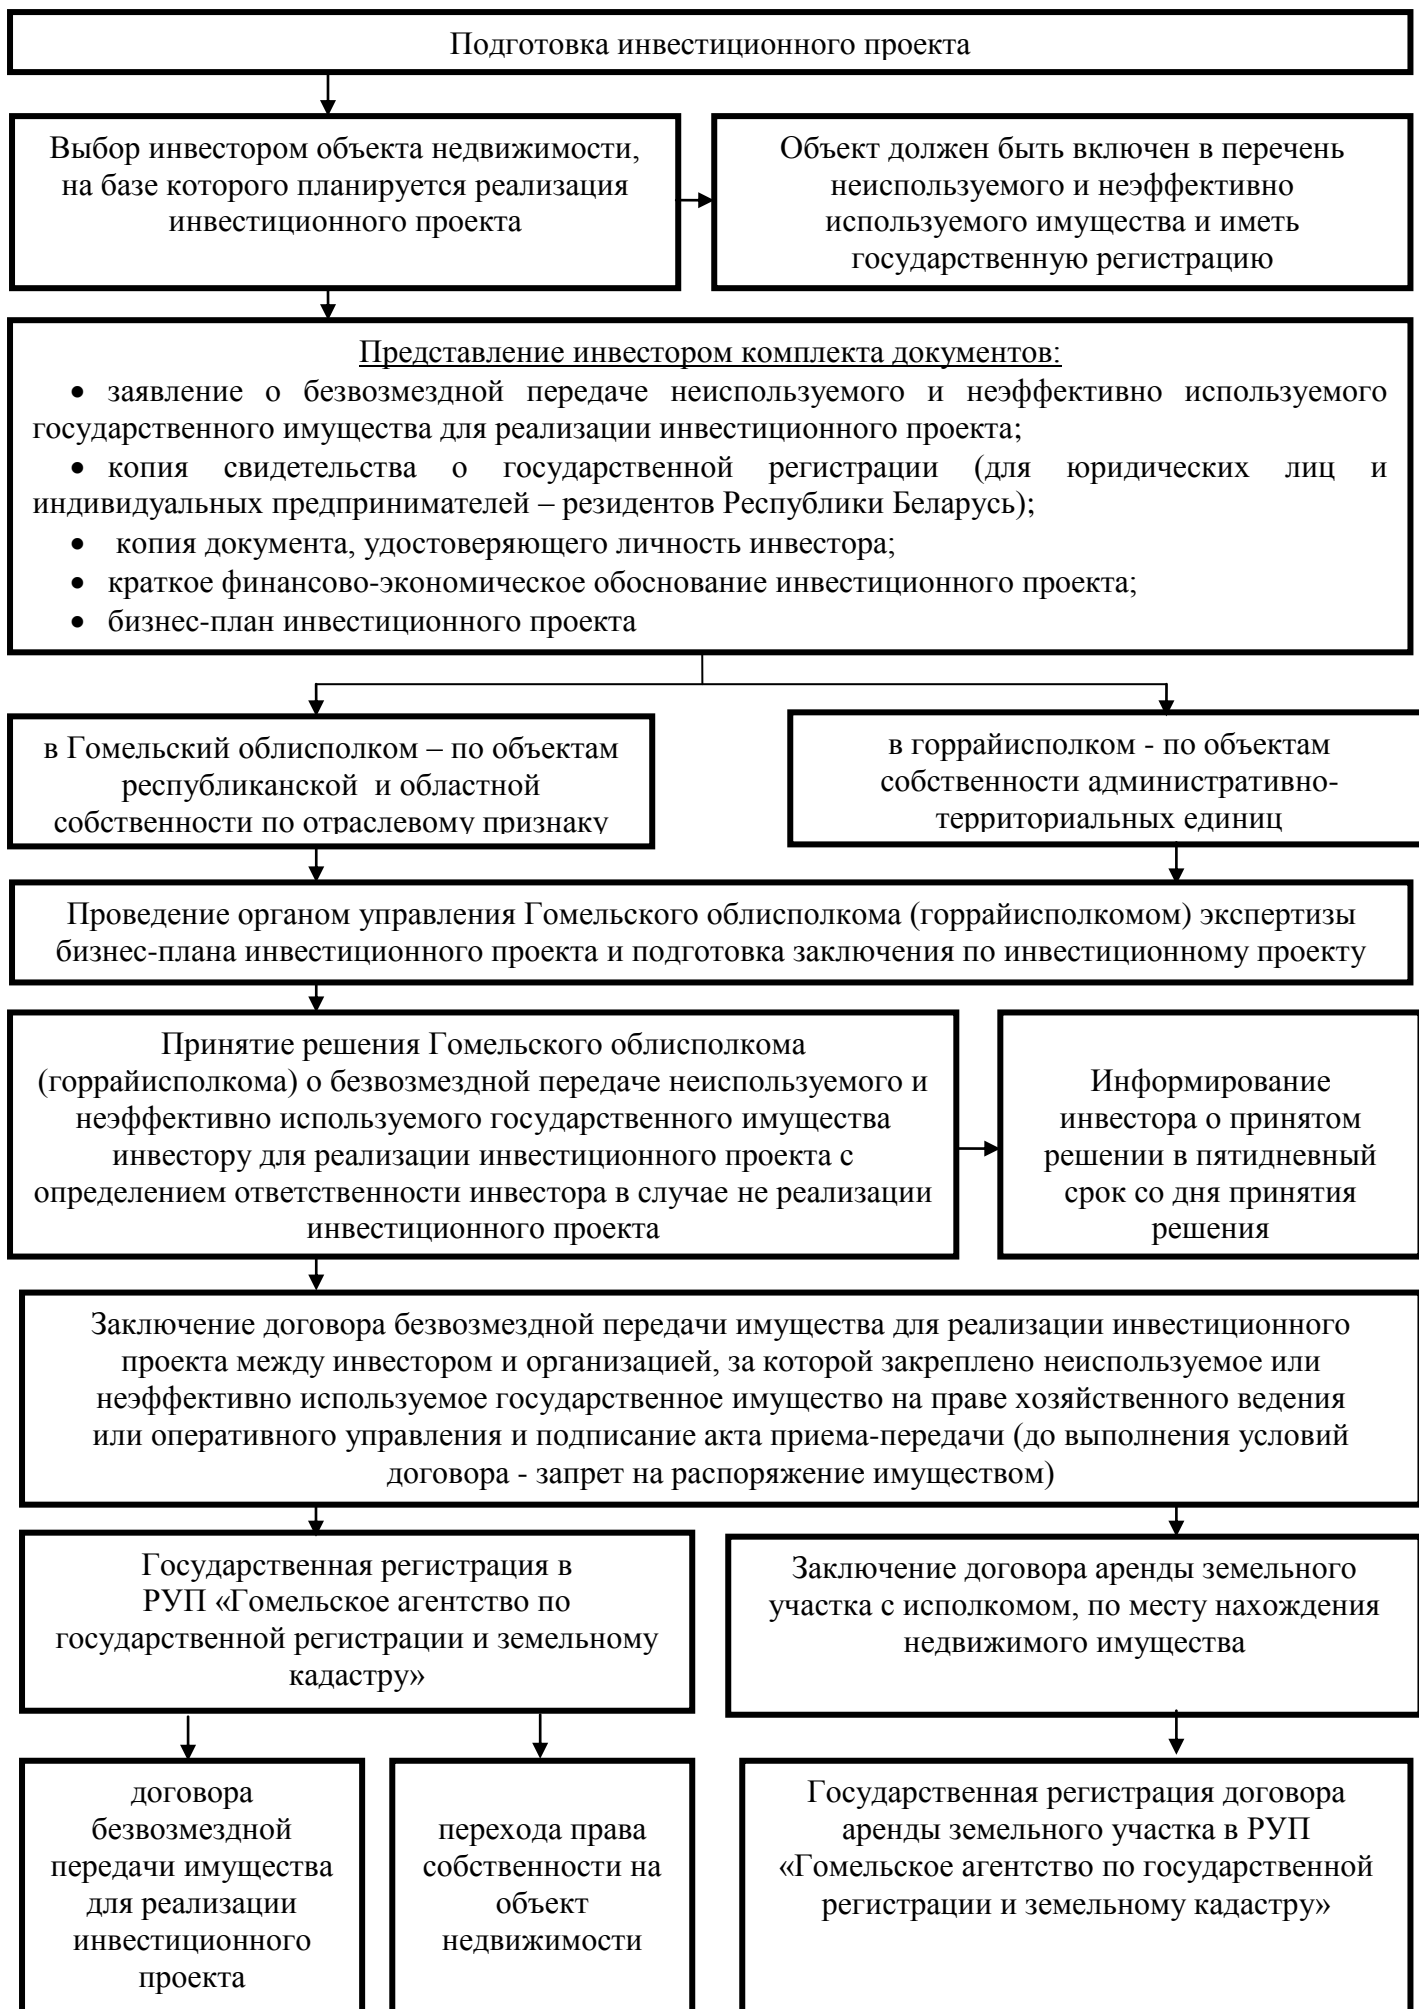 Подготовка инвестиционного проекта
Выбор инвестором объекта недвижимости,
на базе которого планируется реализация
инвестиционного проекта
Объект должен быть включен в перечень
неиспользуемого и неэффективно
используемого имущества и иметь
государственную регистрацию
Представление инвестором комплекта документов:
• заявление о безвозмездной передаче неиспользуемого и неэффективно используемого
государственного имущества для реализации инвестиционного проекта;
• копия свидетельства о государственной регистрации (для юридических лиц и
индивидуальных предпринимателей – резидентов Республики Беларусь);
• копия документа, удостоверяющего личность инвестора;
• краткое финансово-экономическое обоснование инвестиционного проекта;
• бизнес-план инвестиционного проекта
в Гомельский облисполком – по объектам
республиканской и областной
собственности по отраслевому признаку
в горрайисполком - по объектам
собственности административно-
территориальных единиц
Проведение органом управления Гомельского облисполкома (горрайисполкомом) экспертизы
бизнес-плана инвестиционного проекта и подготовка заключения по инвестиционному проекту
Принятие решения Гомельского облисполкома
(горрайисполкома) о безвозмездной передаче неиспользуемого и
неэффективно используемого государственного имущества
инвестору для реализации инвестиционного проекта с
определением ответственности инвестора в случае не реализации
инвестиционного проекта
Информирование
инвестора о принятом
решении в пятидневный
срок со дня принятия
решения
Заключение договора безвозмездной передачи имущества для реализации инвестиционного
проекта между инвестором и организацией, за которой закреплено неиспользуемое или
неэффективно используемое государственное имущество на праве хозяйственного ведения
или оперативного управления и подписание акта приема-передачи (до выполнения условий
договора - запрет на распоряжение имуществом)
Государственная регистрация в
РУП «Гомельское агентство по
государственной регистрации и земельному
кадастру»
Заключение договора аренды земельного
участка с исполкомом, по месту нахождения
недвижимого имущества
договора
безвозмездной
передачи имущества
для реализации
инвестиционного
проекта
перехода права
собственности на
объект
недвижимости
Государственная регистрация договора
аренды земельного участка в РУП
«Гомельское агентство по государственной
регистрации и земельному кадастру»